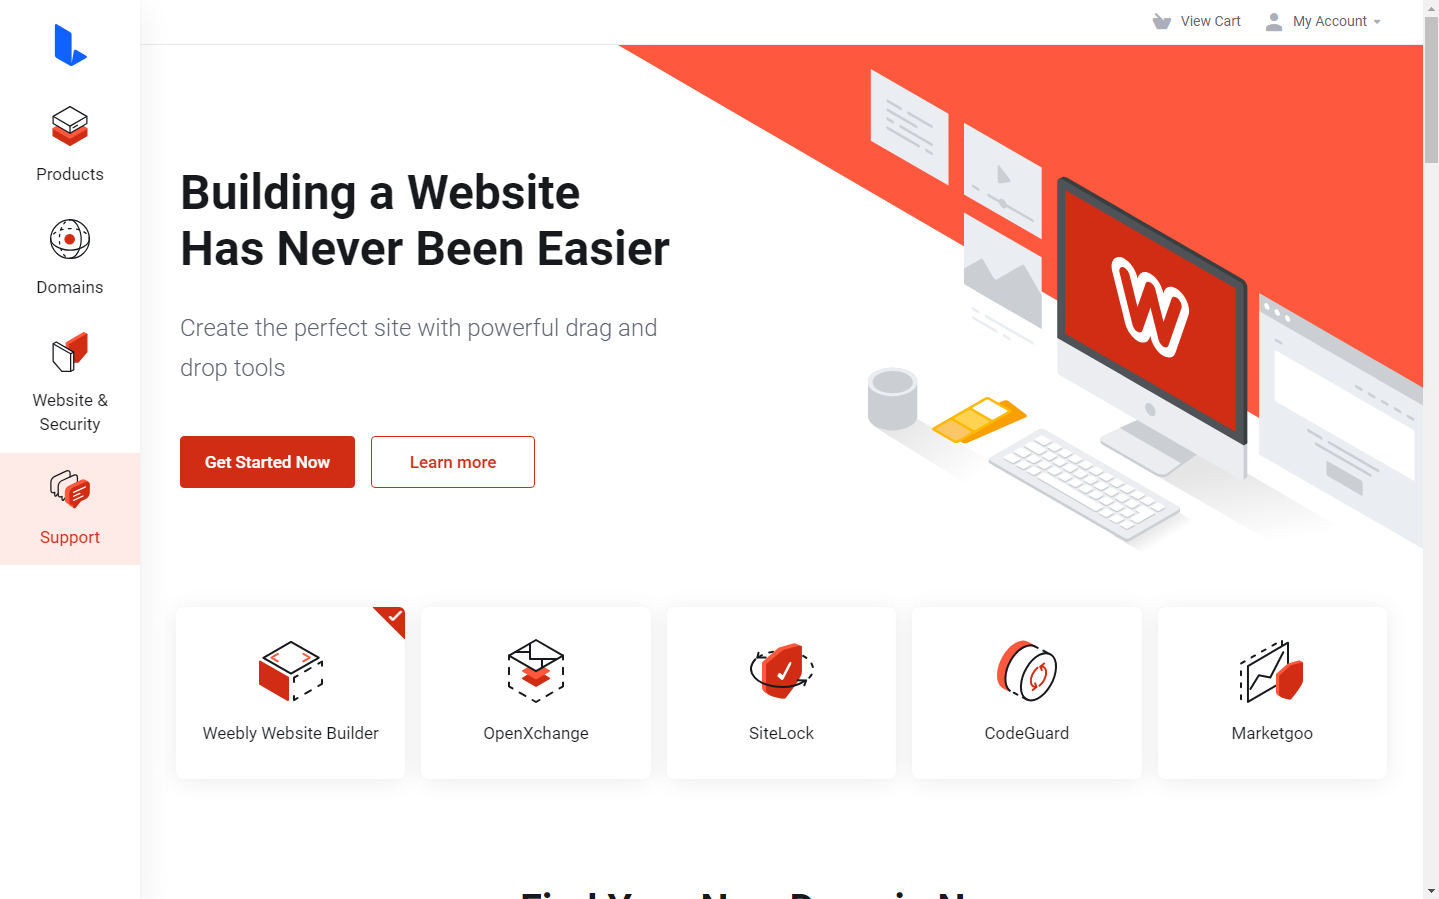 View Cart
My Account
Products
Domains
Website &
Security
Support
Building a Website
Has Never Been Easier
Create the perfect site with powerful drag and
drop tools
Get Started Now
Learn more
W
Weebly Website Builder
OpenXchange
SiteLock
CodeGuard
Marketgoo